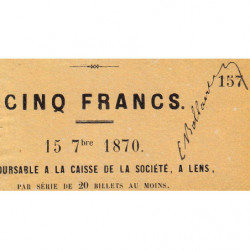 157
CINQ FRANCS.
15 7bre 1870.
OURSABLE A LA CAISSE DE LA SOCIÉTÉ, A LENS,
PAR SÉRIE DE 20 BILLETS AU MOINS,